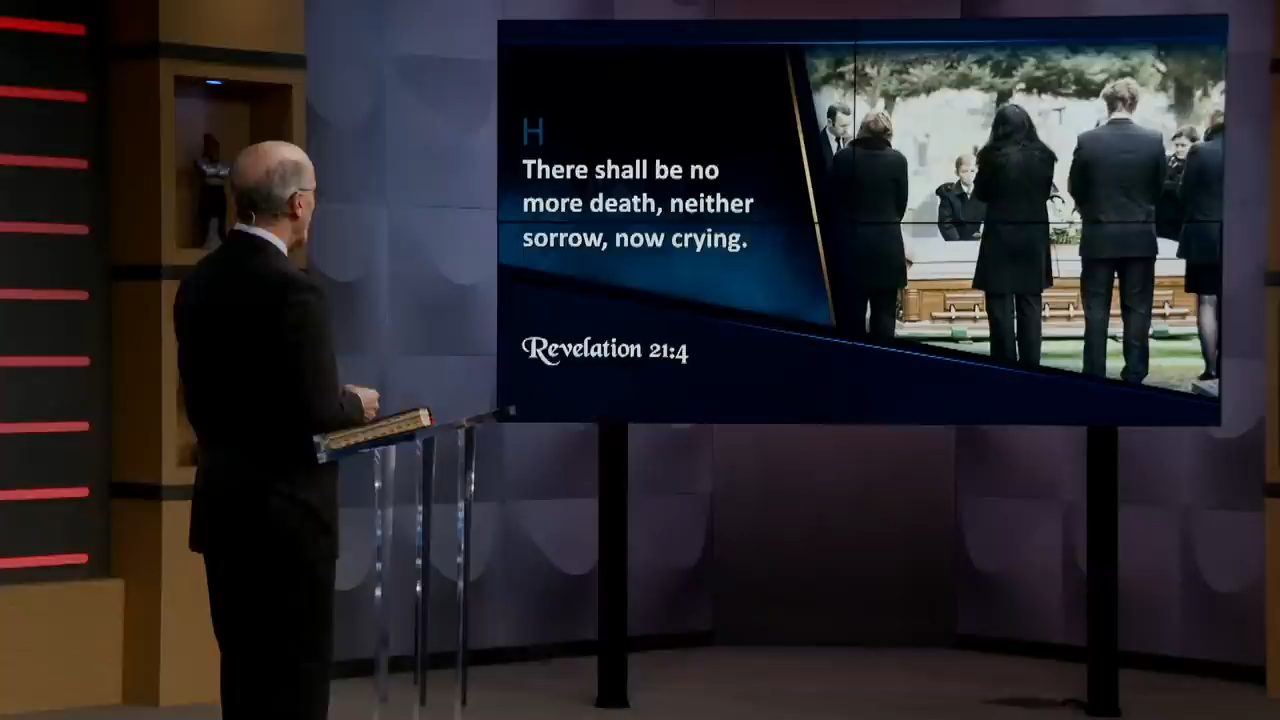 H
There shall be no
more death, neither
sorrow, now crying.
Revelation 21:4